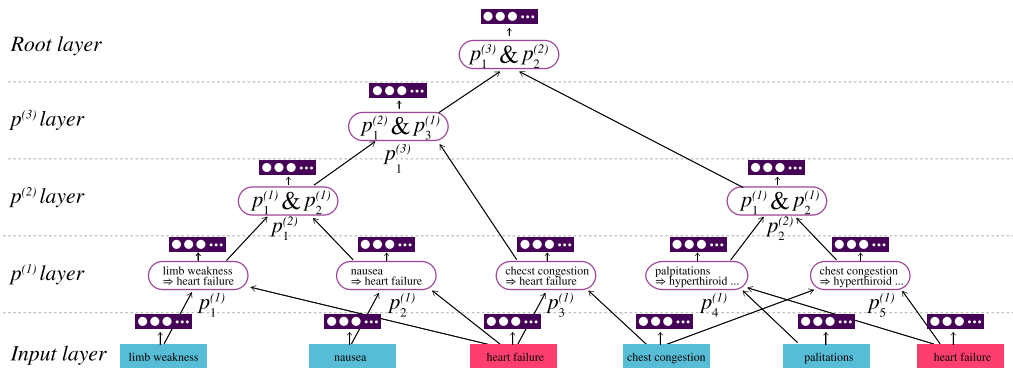 Root layer
p₁⁽³⁾ & p₂⁽²⁾
p⁽³⁾ layer
p₁⁽²⁾ & p₃⁽¹⁾
p₁⁽³⁾
p⁽²⁾ layer
p₁⁽¹⁾ & p₂⁽¹⁾
p₁⁽²⁾
p₁⁽¹⁾ & p₂⁽¹⁾
p₂⁽²⁾
p⁽¹⁾ layer
limb weakness
⇒ heart failure
p₁⁽¹⁾
nausea
⇒ heart failure
p₂⁽¹⁾
checst congestion
⇒ heart failure
p₃⁽¹⁾
palpitations
⇒ hyperthiroid ...
p₄⁽¹⁾
chest congestion
⇒ hyperthiroid ...
p₅⁽¹⁾
Input layer
limb weakness
nausea
heart failure
chest congestion
palitations
heart failure